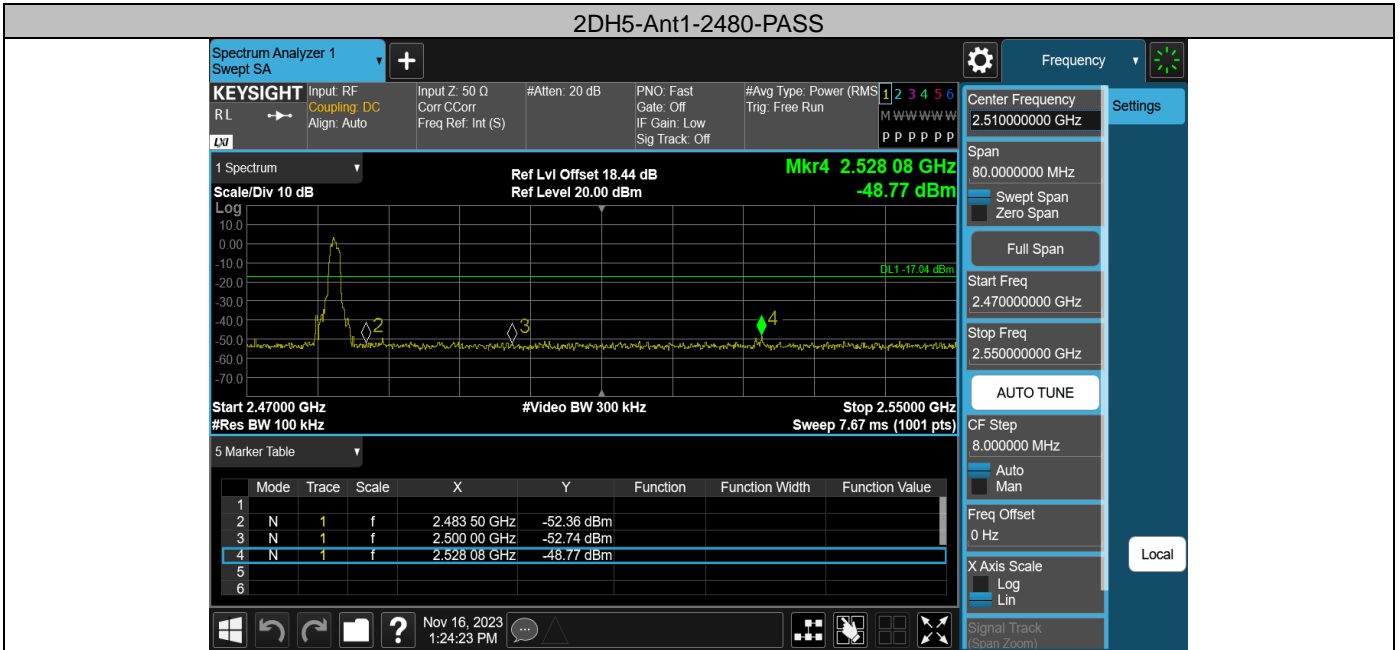 2DH5-Ant1-2480-PASS
Spectrum Analyzer 1
Swept SA
+
Frequency
KEYSIGHT
RL
LXI
Input: RF
Coupling: DC
Align: Auto
Input Z: 50 Ω
Corr CCorr
Freq Ref: Int (S)
#Atten: 20 dB
PNO: Fast
Gate: Off
IF Gain: Low
Sig Track: Off
#Avg Type: Power (RMS
Trig: Free Run
1 2 3 4 5 6
M W W W W W
P P P P P P
Center Frequency
2.510000000 GHz
Settings
Span
80.0000000 MHz
Swept Span
Zero Span
Full Span
Start Freq
2.470000000 GHz
Stop Freq
2.550000000 GHz
AUTO TUNE
CF Step
8.000000 MHz
Auto
Man
Freq Offset
0 Hz
X Axis Scale
Log
Lin
Signal Track
(Span Zoom)
Local
1 Spectrum
Scale/Div 10 dB
Log
Ref Lvl Offset 18.44 dB
Ref Level 20.00 dBm
Mkr4 2.528 08 GHz
-48.77 dBm
10.0
0.00
-10.0
-20.0
-30.0
-40.0
-50.0
-60.0
-70.0
DL1 -17.04 dBm
2
3
4
Start 2.47000 GHz
#Video BW 300 kHz
Stop 2.55000 GHz
#Res BW 100 kHz
Sweep 7.67 ms (1001 pts)
5 Marker Table
Mode Trace Scale X Y Function Function Width Function Value
1
2 N 1 f 2.483 50 GHz -52.36 dBm
3 N 1 f 2.500 00 GHz -52.74 dBm
4 N 1 f 2.528 08 GHz -48.77 dBm
5
6
?
Nov 16, 2023
1:24:23 PM